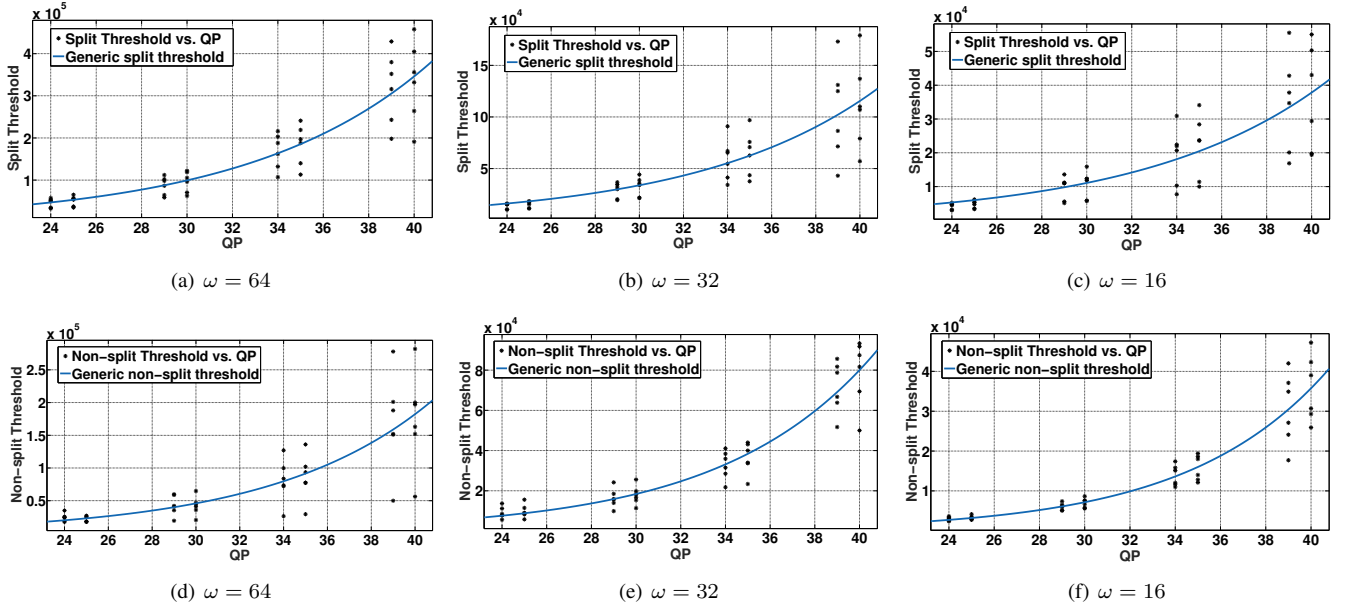 x 10^5
Split Threshold vs. QP
Generic split threshold
Split Threshold
4
3
2
1
24 26 28 30 32 34 36 38 40
QP
(a) ω = 64
x 10^4
Split Threshold vs. QP
Generic split threshold
Split Threshold
15
10
5
24 26 28 30 32 34 36 38 40
QP
(b) ω = 32
x 10^4
Split Threshold vs. QP
Generic split threshold
Split Threshold
5
4
3
2
1
24 26 28 30 32 34 36 38 40
QP
(c) ω = 16
x 10^5
Non-split Threshold vs. QP
Generic non-split threshold
Non-split Threshold
2.5
2
1.5
1
0.5
24 26 28 30 32 34 36 38 40
QP
(d) ω = 64
x 10^4
Non-split Threshold vs. QP
Generic non-split threshold
Non-split Threshold
8
6
4
2
24 26 28 30 32 34 36 38 40
QP
(e) ω = 32
x 10^4
Non-split Threshold vs. QP
Generic non-split threshold
Non-split Threshold
4
3
2
1
24 26 28 30 32 34 36 38 40
QP
(f) ω = 16